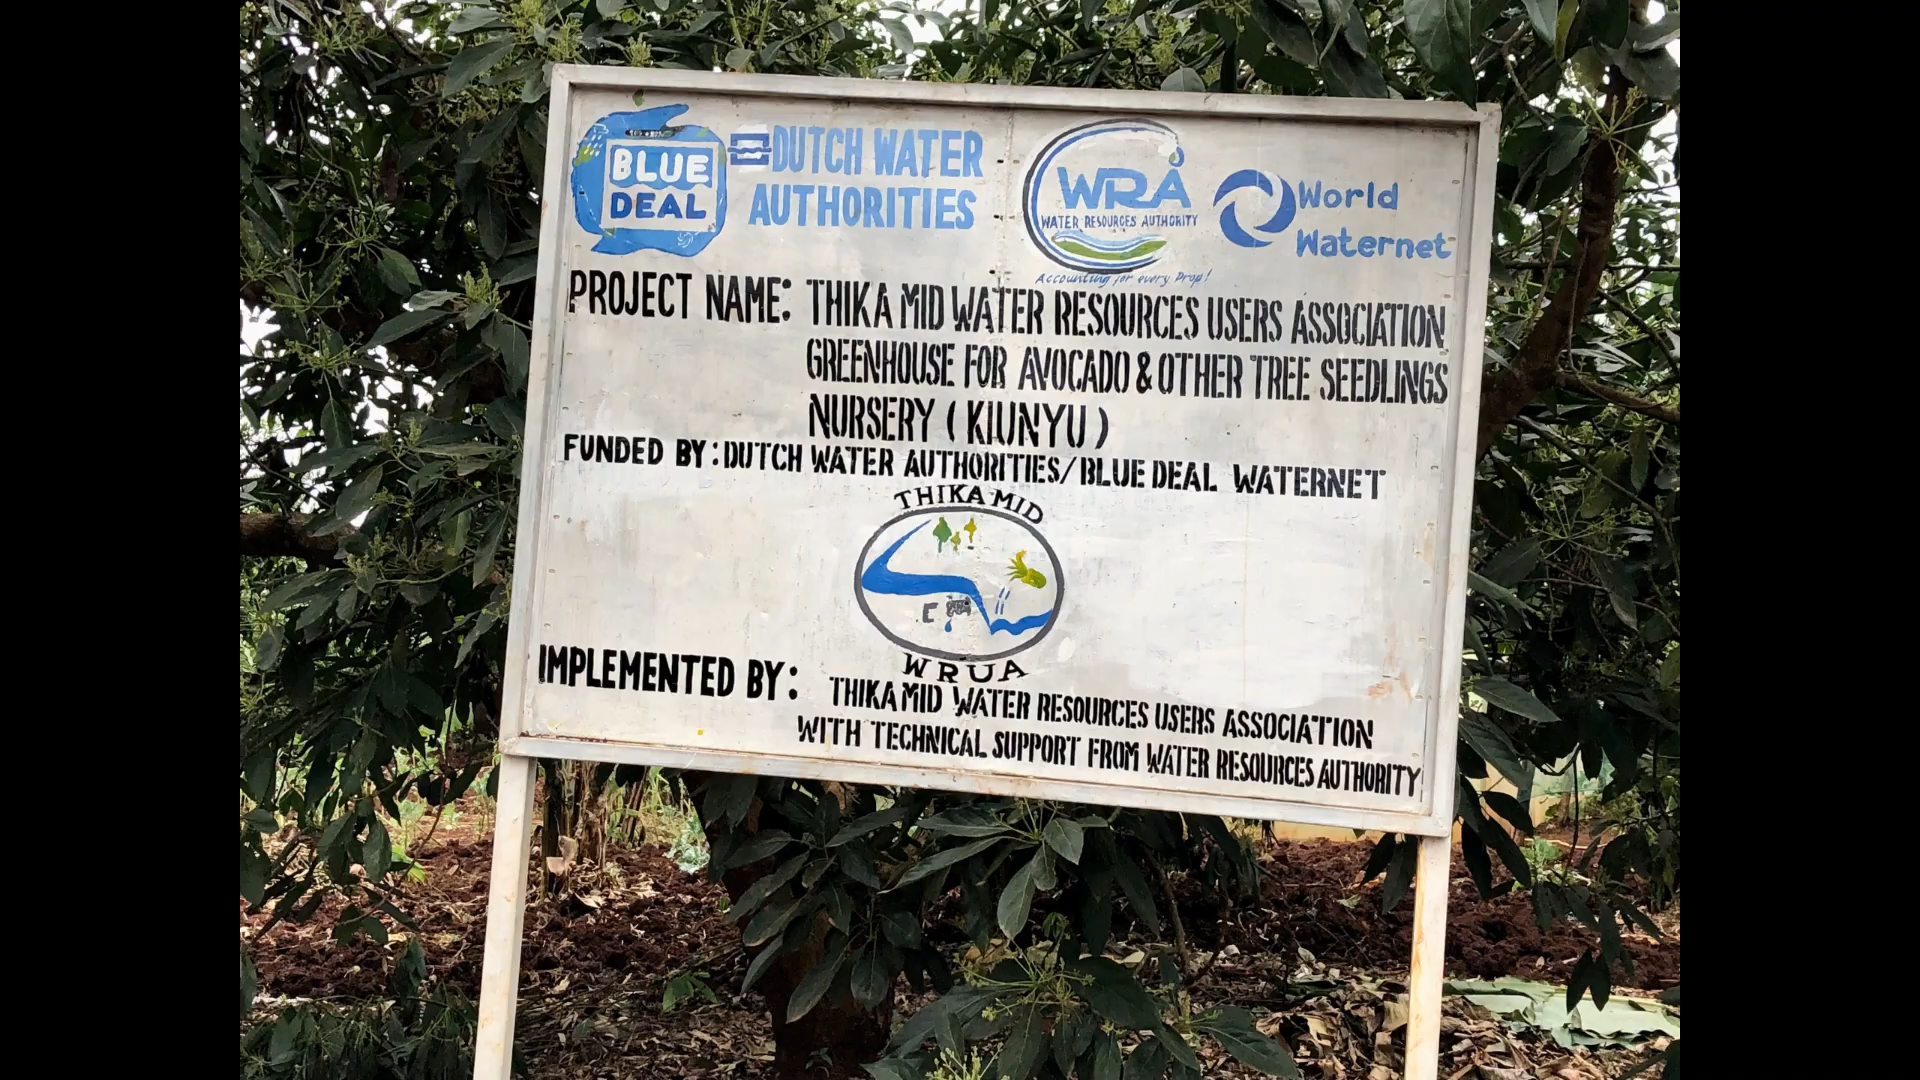 BLUE DEAL
DUTCH WATER AUTHORITIES
WRA
WATER RESOURCES AUTHORITY
Accounting for every Drop!
World Waternet
PROJECT NAME: THIKA MID WATER RESOURCES USERS ASSOCIATION
GREENHOUSE FOR AVOCADO & OTHER TREE SEEDLINGS
NURSERY (KIUNYU)
FUNDED BY: DUTCH WATER AUTHORITIES/BLUE DEAL WATERNET
THIKA MID
WRUA
IMPLEMENTED BY: THIKA MID WATER RESOURCES USERS ASSOCIATION
WITH TECHNICAL SUPPORT FROM WATER RESOURCES AUTHORITY